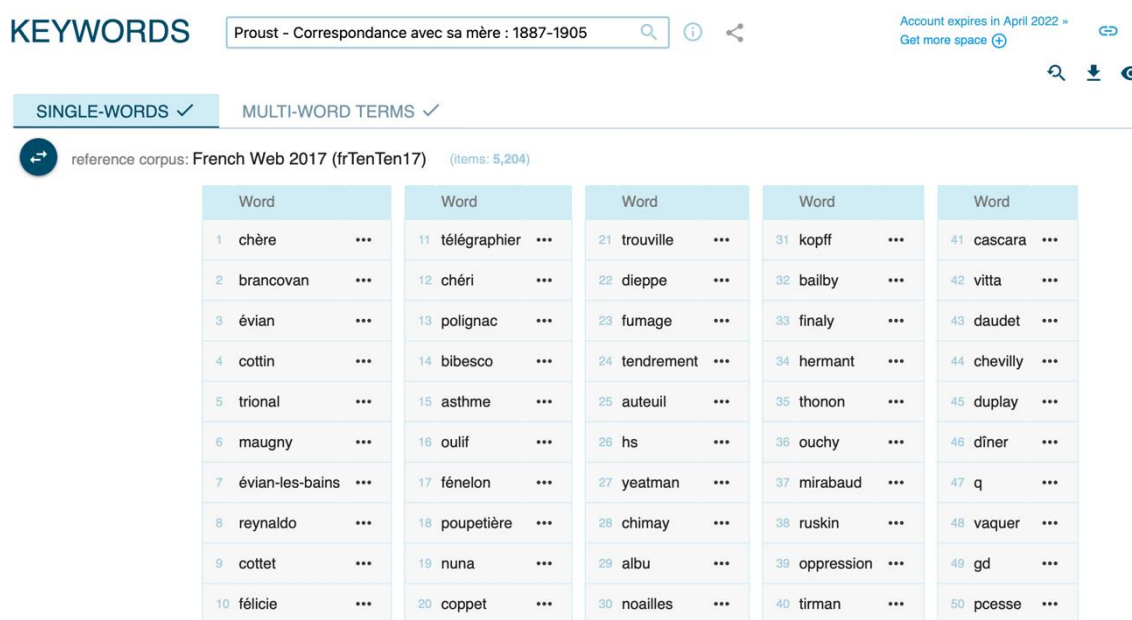 KEYWORDS
Proust - Correspondance avec sa mère : 1887-1905
Account expires in April 2022 »
Get more space
SINGLE-WORDS
MULTI-WORD TERMS
reference corpus: French Web 2017 (frTenTen17) (items: 5,204)
Word Word Word Word Word
1 chère ••• 11 télégraphier ••• 21 trouville ••• 31 kopff ••• 41 cascara •••
2 brancovan ••• 12 chéri ••• 22 dieppe ••• 32 bailby ••• 42 vitta •••
3 évian ••• 13 polignac ••• 23 fumage ••• 33 finaly ••• 43 daudet •••
4 cottin ••• 14 bibesco ••• 24 tendrement ••• 34 hermant ••• 44 chevilly •••
5 trional ••• 15 asthme ••• 25 auteuil ••• 35 thonon ••• 45 duplay •••
6 maugny ••• 16 oulif ••• 26 hs ••• 36 ouchy ••• 46 dîner •••
7 évian-les-bains ••• 17 fénelon ••• 27 yeatman ••• 37 mirabaud ••• 47 q •••
8 reynaldo ••• 18 poupetière ••• 28 chimay ••• 38 ruskin ••• 48 vaquer •••
9 cottet ••• 19 nuna ••• 29 albu ••• 39 oppression ••• 49 gd •••
10 félicie ••• 20 coppet ••• 30 noailles ••• 40 tirman ••• 50 pcesse •••